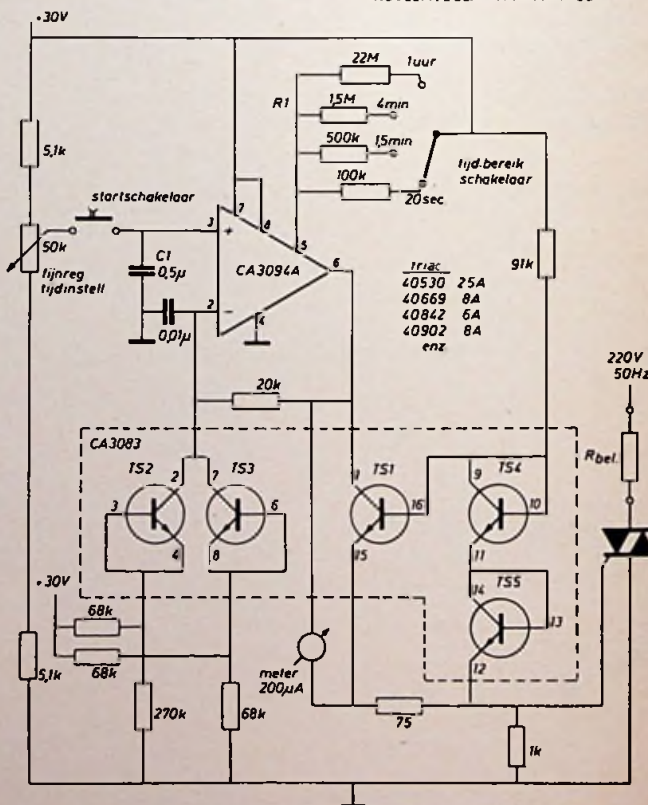 +30V
22M
1uur
R1
1,5M
4min
500k
1,5min
100k
20sec
tijd-bereik
schakelaar
5,1k
startschakelaar
7
8
3
+
5
50k
C1
0,5µ
CA3094A
6
91k
fijnreg
tijdinstell
2
−
4
0,01µ
triac
40530 25A
40669 8A
40842 6A
40902 8A
enz
220V
50Hz
20k
CA3083
TS2
2
7
TS3
1
TS1
9
TS4
R bel.
3
6
16
10
4
8
15
11
+30V
14
TS5
13
68k
12
68k
5,1k
meter
200µA
270k
68k
75
1k